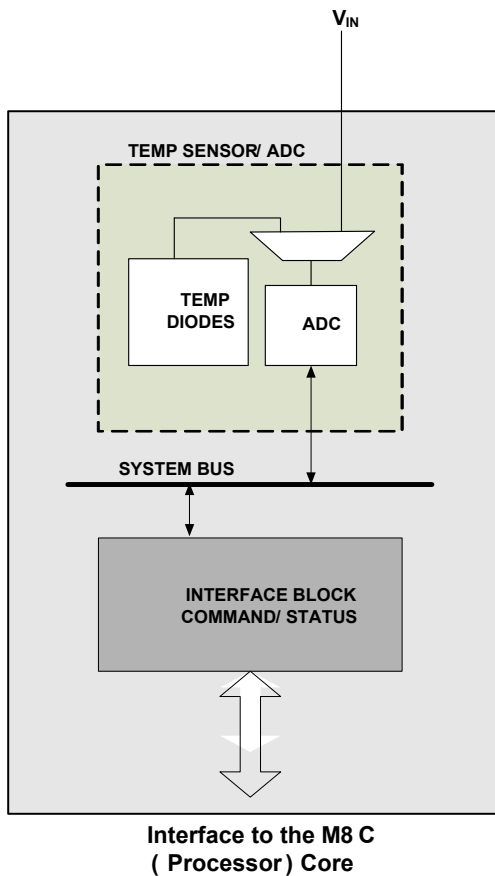 VIN
TEMP SENSOR/ ADC
TEMP
DIODES
ADC
SYSTEM BUS
INTERFACE BLOCK
COMMAND/ STATUS
Interface to the M8 C
( Processor ) Core